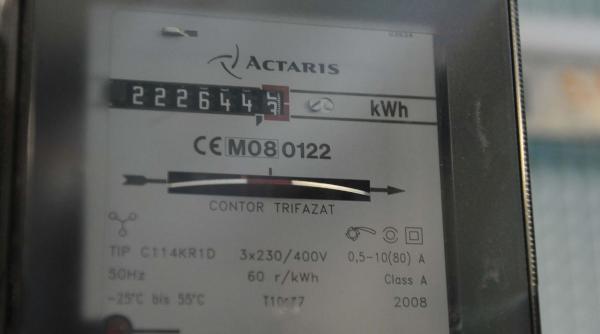 ACTARIS
222644 kWh
CE M08 0122
CONTOR TRIFAZAT
TIP C114KR1D 3x230/400V 0,5-10(80) A
50Hz 60 r/kWh Class A
-25°C bis 55°C 2008